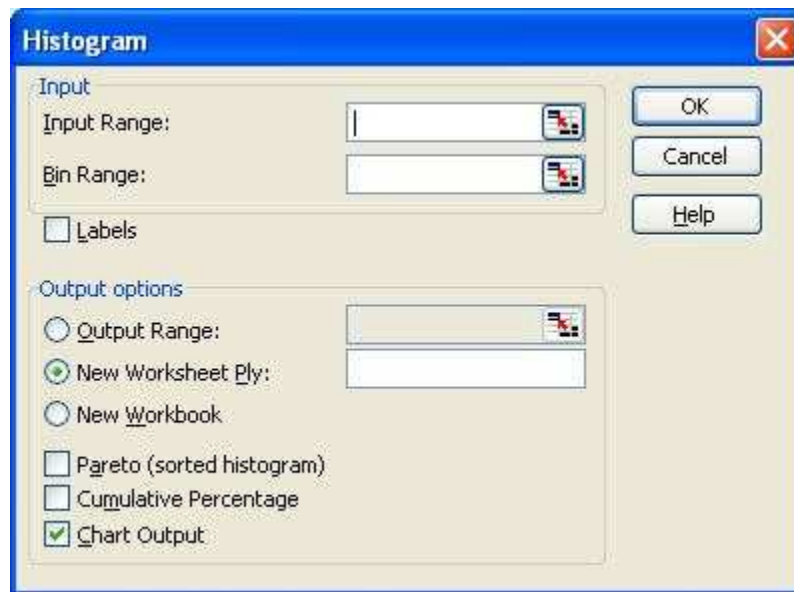 Histogram
Input
Input Range:
Bin Range:
Labels
OK
Cancel
Help
Output options
Output Range:
New Worksheet Ply:
New Workbook
Pareto (sorted histogram)
Cumulative Percentage
Chart Output